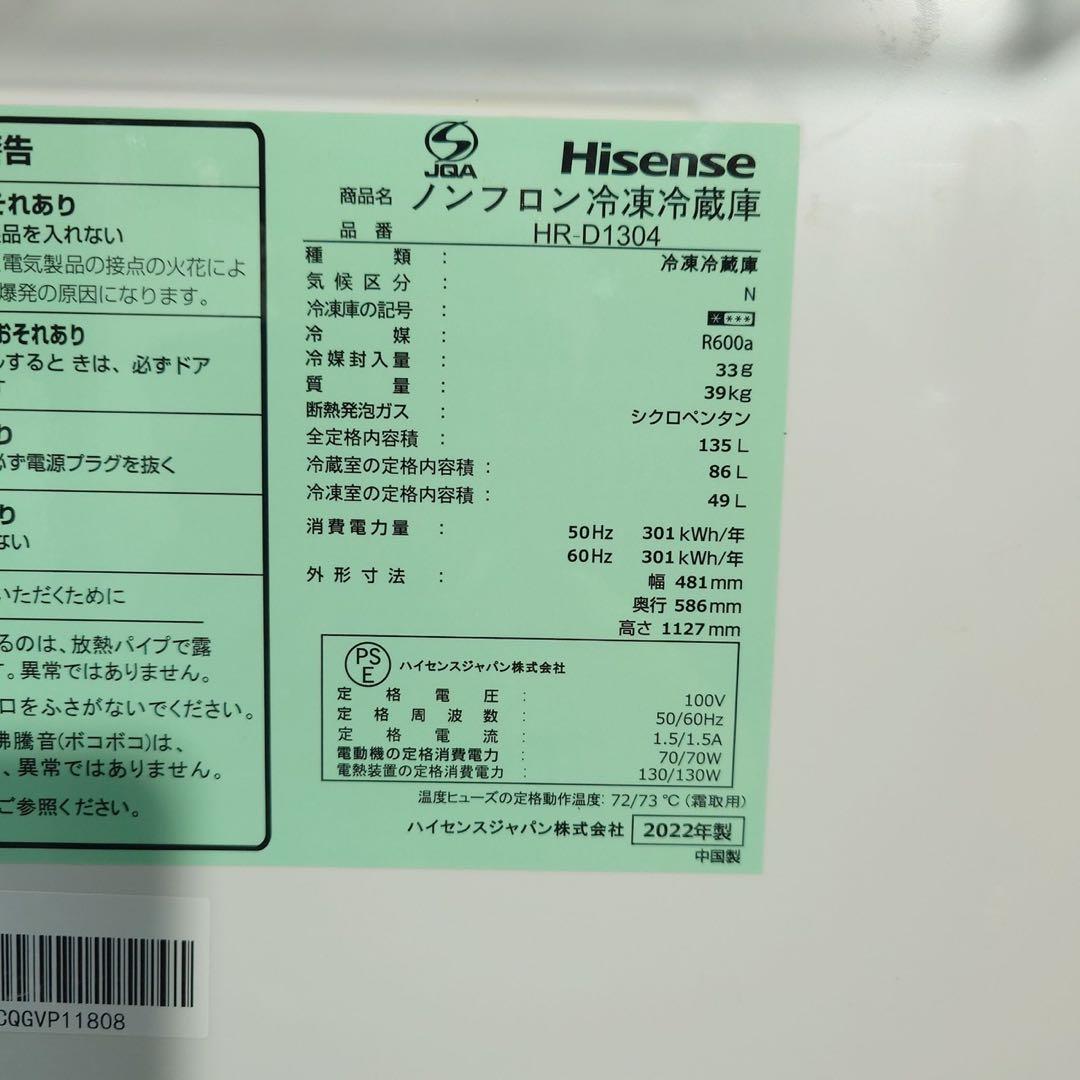 告
それあり
品を入れない
電気製品の接点の火花によ
爆発の原因になります。
おそれあり
するとき きは、必ずドア
り
必ず電源プラグを抜く
り
ない
いただくために
るのは、放熱パイプで露
。異常ではありません。
口をふさがないでください。
沸騰音(ボコボコ)は、
、異常ではありません。
ご参照ください。
JQA
Hisense
商品名 ノンフロン冷凍冷蔵庫
品番 HR-D1304
種類 : 冷凍冷蔵庫
気候区分 : N
冷凍庫の記号 : ****
冷媒 : R600a
冷媒封入量 : 33g
質量 : 39kg
断熱発泡ガス : シクロペンタン
全定格内容積 : 135 L
冷蔵室の定格内容積 : 86 L
冷凍室の定格内容積 : 49 L
消費電力量 : 50Hz 301kWh/年
60Hz 301kWh/年
外形寸法 : 幅 481mm
奥行 586mm
高さ 1127mm
PSE ハイセンスジャパン株式会社
定格電圧 : 100V
定格周波数 : 50/60Hz
定格電流 : 1.5/1.5A
電動機の定格消費電力 : 70/70W
電熱装置の定格消費電力 : 130/130W
温度ヒューズの定格動作温度: 72/73 ℃ (霜取用)
ハイセンスジャパン株式会社 2022年製
中国製
CQGVP11808